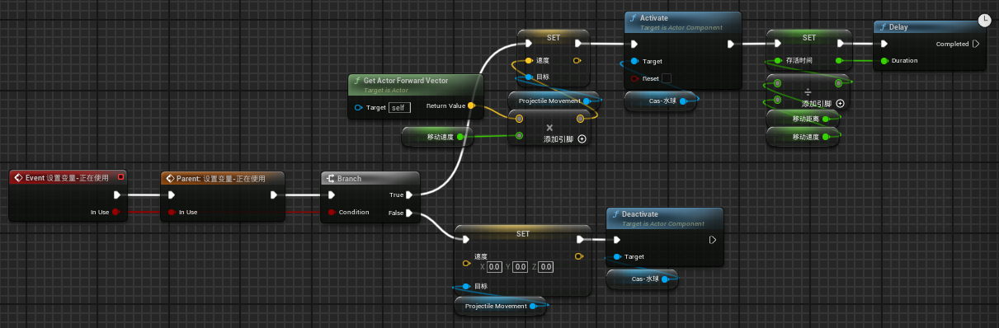 SET
速度
目标
Projectile Movement
Activate
Target is Actor Component
Target
Reset
Cas-水球
SET
存活时间
÷
添加引脚
移动距离
移动速度
Delay
Completed
Duration
Get Actor Forward Vector
Target is Actor
Target self
Return Value
移动速度
×
添加引脚
Event 设置变量-正在使用
In Use
Parent: 设置变量-正在使用
In Use
Branch
True
Condition
False
SET
速度
X 0.0 Y 0.0 Z 0.0
目标
Projectile Movement
Deactivate
Target is Actor Component
Target
Cas-水球